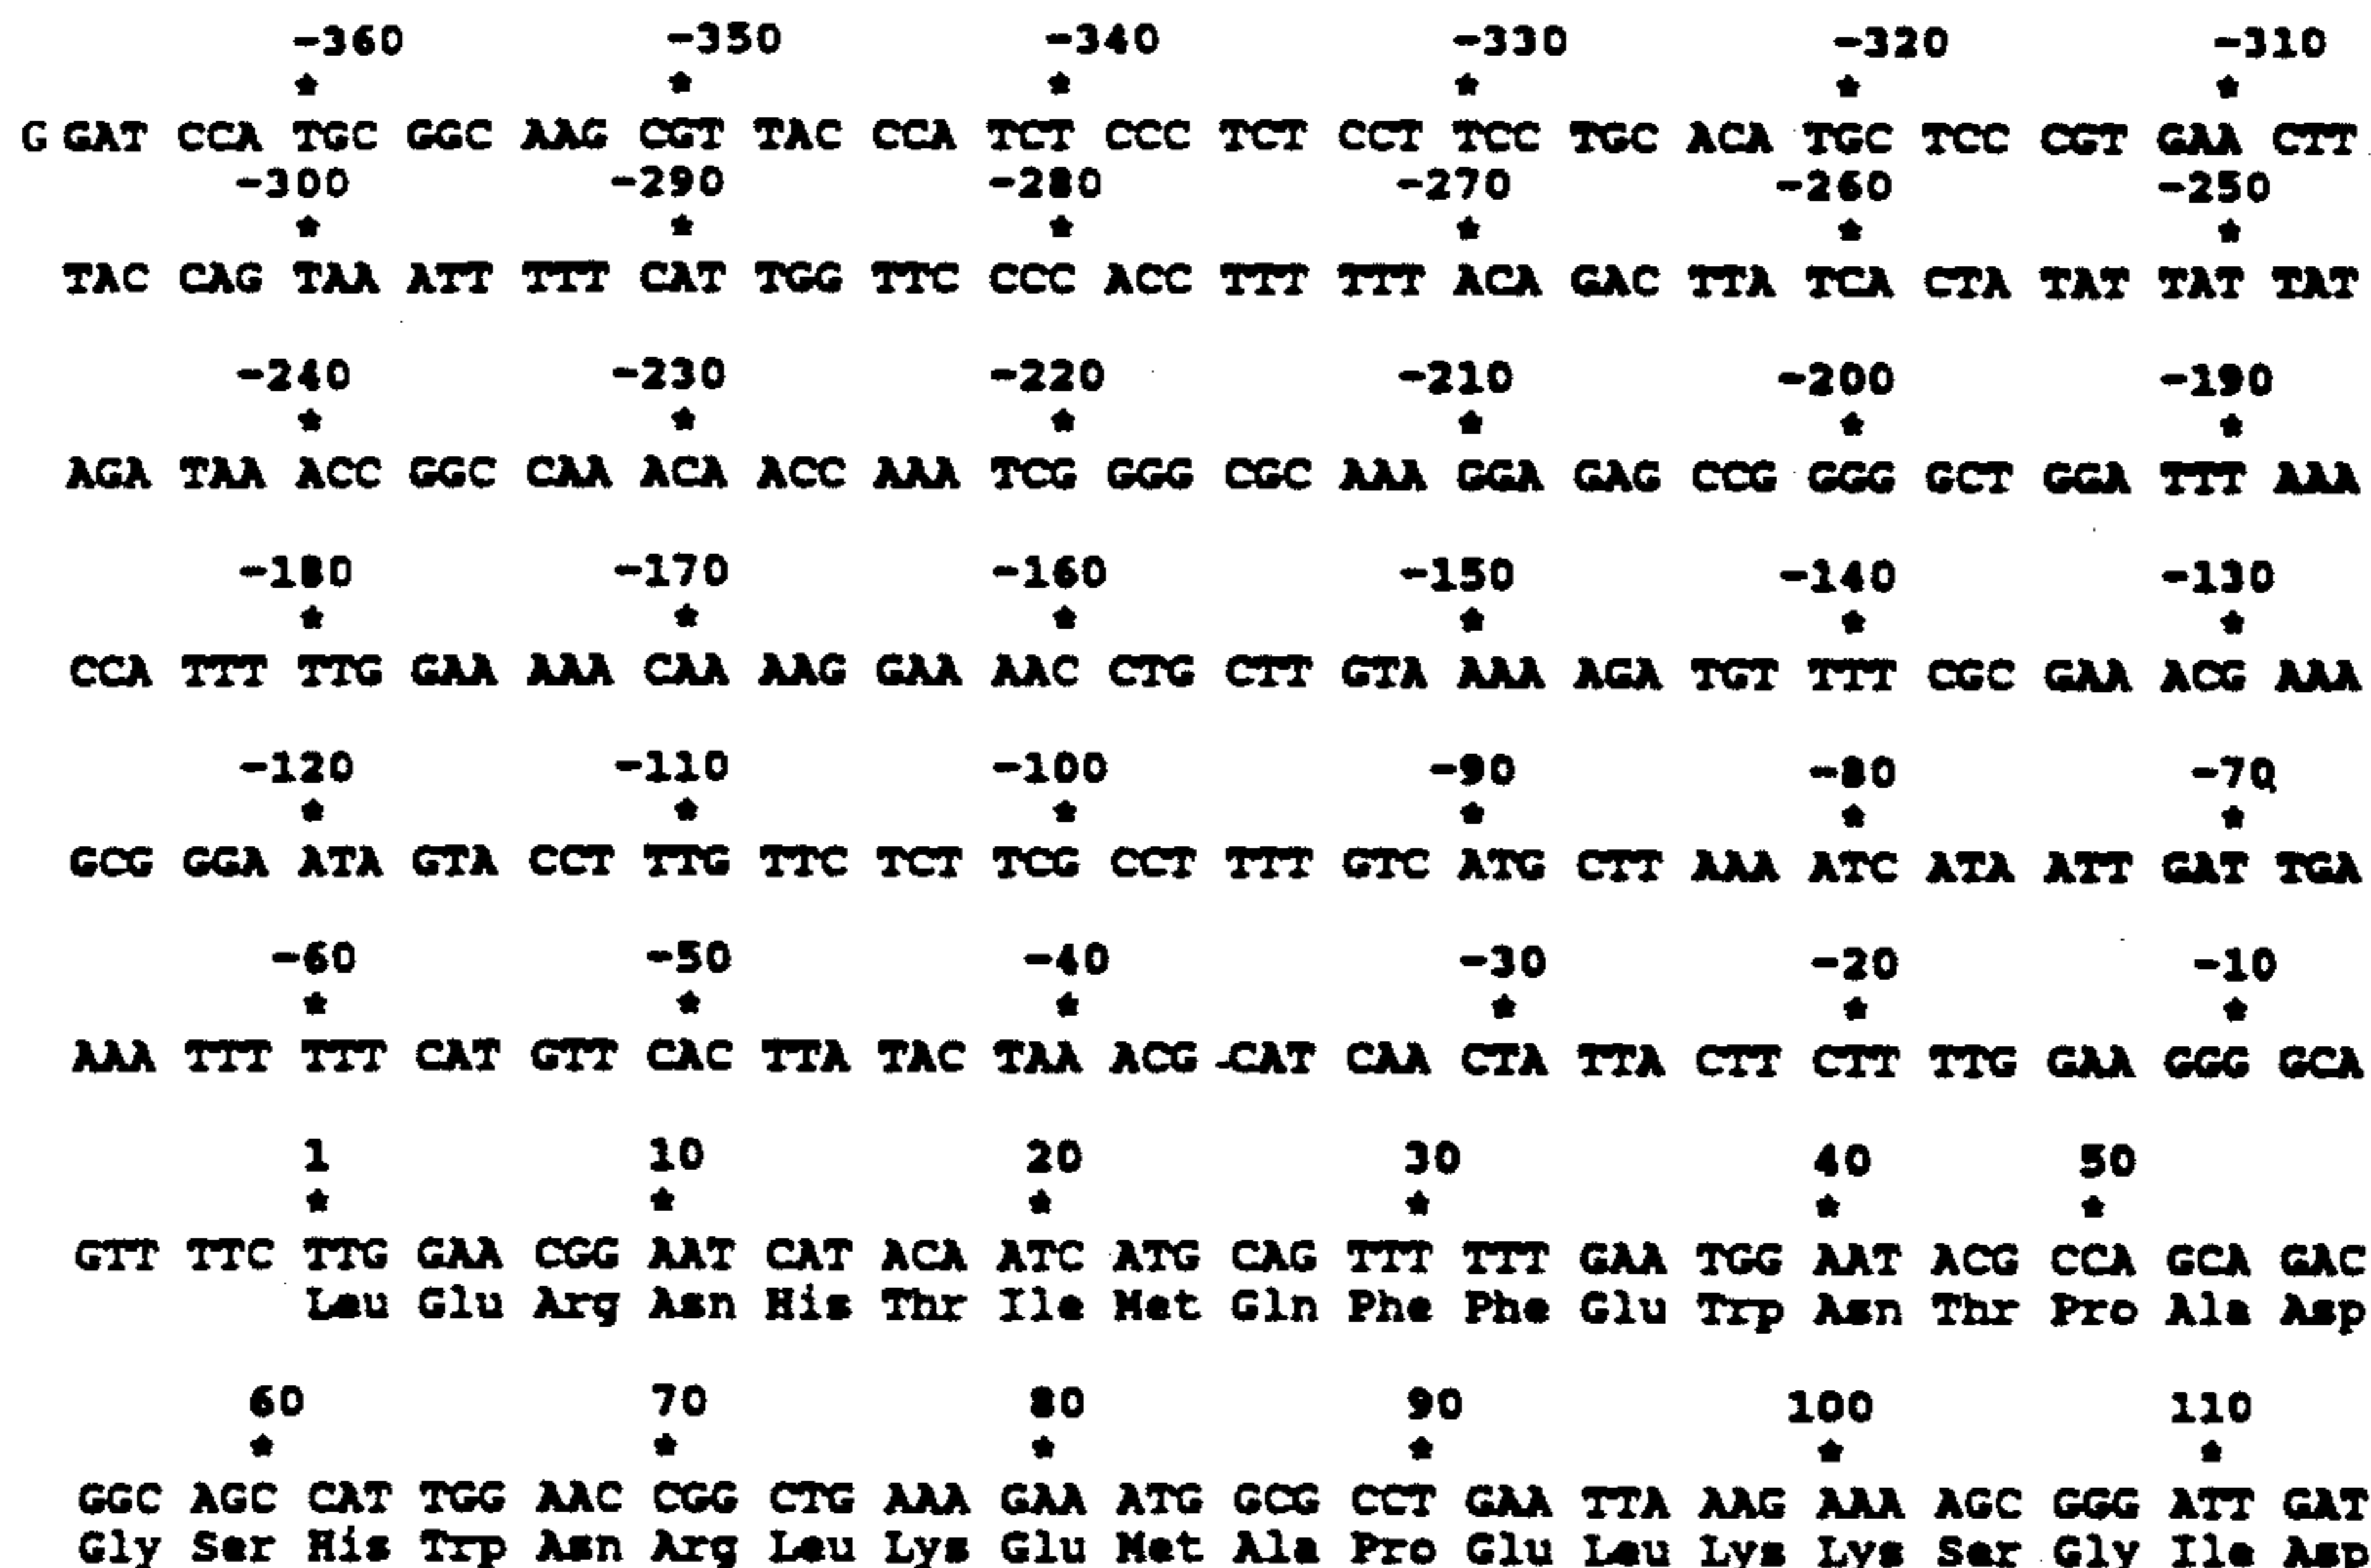 -360 -350 -340 -330 -320 -310
* * * * * *
G GAT CCA TGC GGC AAG CGT TAC CCA TCT CCC TCT CCT TCC TGC ACA TGC TCC CGT GAA CTT
-300 -290 -280 -270 -260 -250
* * * * * *
TAC CAG TAA ATT TTT CAT TGG TTC CCC ACC TTT TTT ACA GAC TTA TCA CTA TAT TAT TAT
-240 -230 -220 -210 -200 -190
* * * * * *
AGA TAA ACC GGC CAA ACA ACC AAA TCG GGG CGC AAA GGA GAG CCG GGG GCT GGA TTT AAA
-180 -170 -160 -150 -140 -130
* * * * * *
CCA TTT TTG GAA AAA CAA AAG GAA AAC CTG CTT GTA AAA AGA TGT TTT CGC GAA ACG AAA
-120 -110 -100 -90 -80 -70
* * * * * *
GCG GGA ATA GTA CCT TTG TTC TCT TCG CCT TTT GTC ATG CTT AAA ATC ATA ATT GAT TGA
-60 -50 -40 -30 -20 -10
* * * * * *
AAA TTT TTT CAT GTT CAC TTA TAC TAA ACG CAT CAA CTA TTA CTT CTT TTG GAA GGG GCA
1 10 20 30 40 50
* * * * * *
GTT TTC TTG GAA CGG AAT CAT ACA ATC ATG CAG TTT TTT GAA TGG AAT ACG CCA GCA GAC
Leu Glu Arg Asn His Thr Ile Met Gln Phe Phe Glu Trp Asn Thr Pro Ala Asp
60 70 80 90 100 110
* * * * * *
GGC AGC CAT TGG AAC CGG CTG AAA GAA ATG GCG CCT GAA TTA AAG AAA AGC GGG ATT GAT
Gly Ser His Trp Asn Arg Leu Lys Glu Met Ala Pro Glu Leu Lys Lys Ser Gly Ile Asp